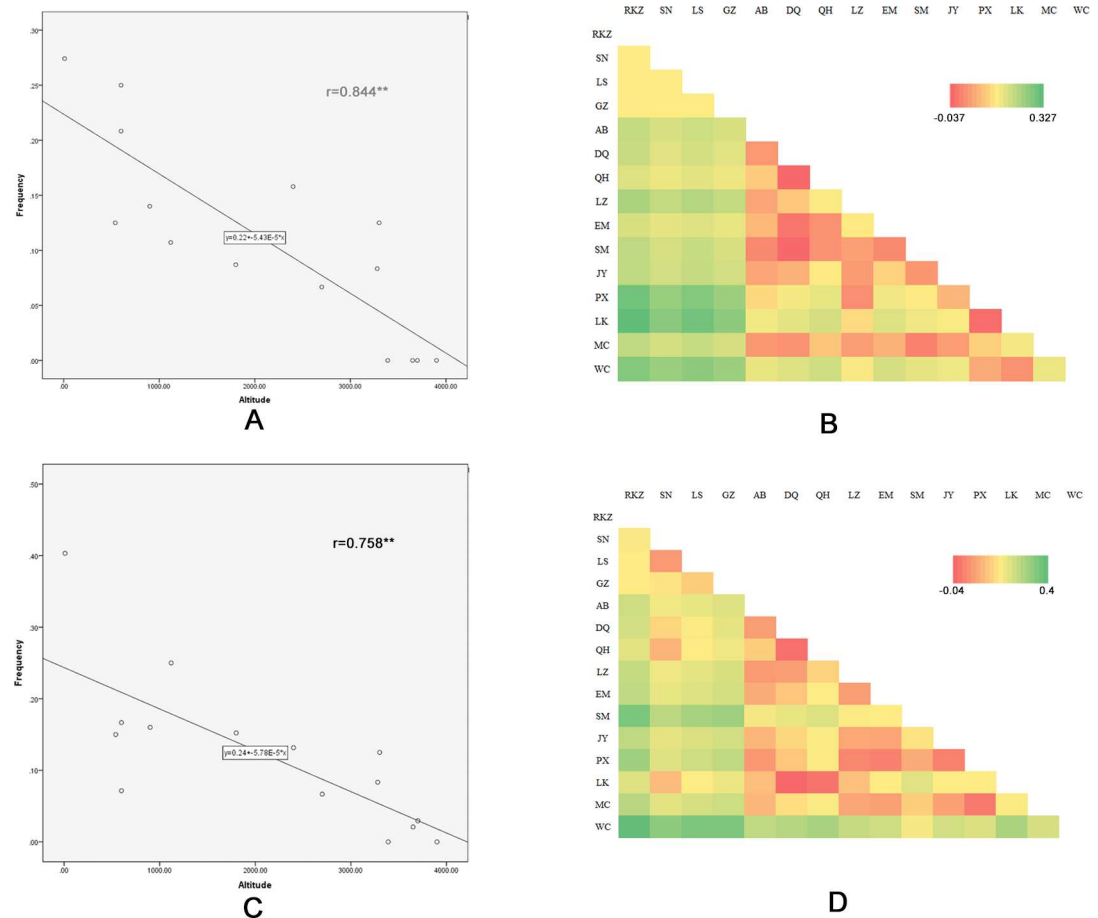 RKZ SN LS GZ AB DQ QH LZ EM SM JY PX LK MC WC
.30
.25
.20
.15
.10
.05
.00
Frequency
r=0.844**
y=0.22+-5.43E-5*x
.00 1000.00 2000.00 3000.00 4000.00
Altitude
A
RKZ
SN
LS
GZ
AB
DQ
QH
LZ
EM
SM
JY
PX
LK
MC
WC
-0.037 0.327
B
.50
.40
.30
.20
.10
.00
Frequency
r=0.758**
y=0.24+-5.78E-5*x
.00 1000.00 2000.00 3000.00 4000.00
Altitude
C
RKZ SN LS GZ AB DQ QH LZ EM SM JY PX LK MC WC
RKZ
SN
LS
GZ
AB
DQ
QH
LZ
EM
SM
JY
PX
LK
MC
WC
-0.04 0.4
D